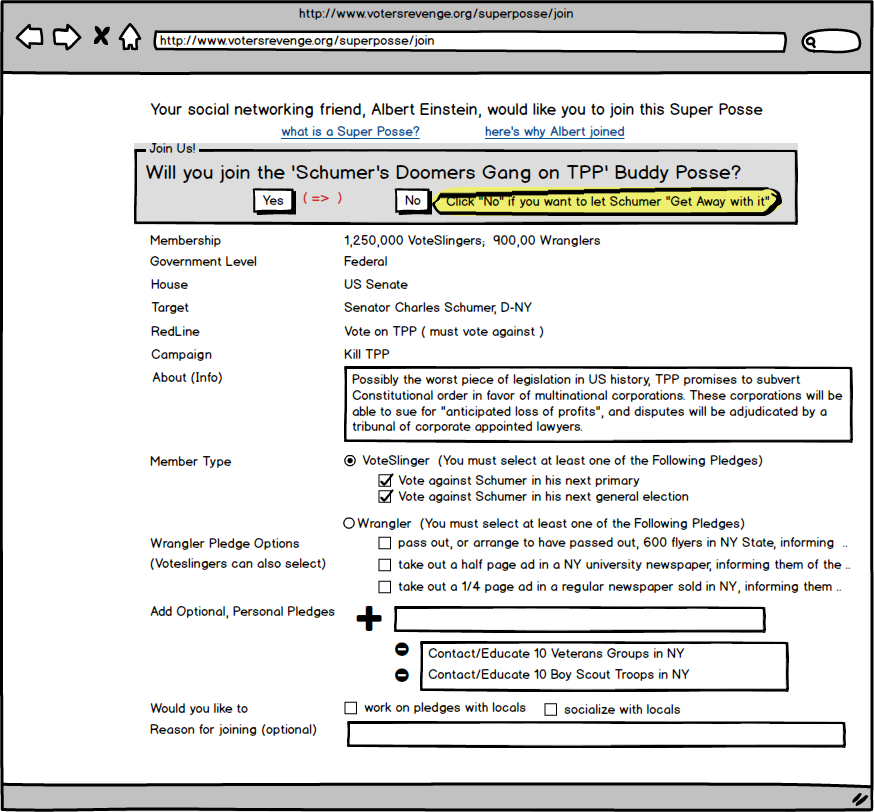 http://www.votersrevenge.org/superposse/join
http://www.votersrevenge.org/superposse/join
Your social networking friend, Albert Einstein, would like you to join this Super Posse
what is a Super Posse? here's why Albert joined
Join Us!
Will you join the 'Schumer's Doomers Gang on TPP' Buddy Posse?
Yes ( => ) No Click "No" if you want to let Schumer "Get Away with it"
Membership 1,250,000 VoteSlingers; 900,00 Wranglers
Government Level Federal
House US Senate
Target Senator Charles Schumer, D-NY
RedLine Vote on TPP ( must vote against )
Campaign Kill TPP
About (Info) Possibly the worst piece of legislation in US history, TPP promises to subvert
Constitutional order in favor of multinational corporations. These corporations will be
able to sue for "anticipated loss of profits", and disputes will be adjudicated by a
tribunal of corporate appointed lawyers.
Member Type VoteSlinger (You must select at least one of the Following Pledges)
Vote against Schumer in his next primary
Vote against Schumer in his next general election
Wrangler (You must select at least one of the Following Pledges)
Wrangler Pledge Options pass out, or arrange to have passed out, 600 flyers in NY State, informing ..
(Voteslingers can also select) take out a half page ad in a NY university newspaper, informing them of the ..
take out a 1/4 page ad in a regular newspaper sold in NY, informing them ..
Add Optional, Personal Pledges
Contact/Educate 10 Veterans Groups in NY
Contact/Educate 10 Boy Scout Troops in NY
Would you like to work on pledges with locals socialize with locals
Reason for joining (optional)